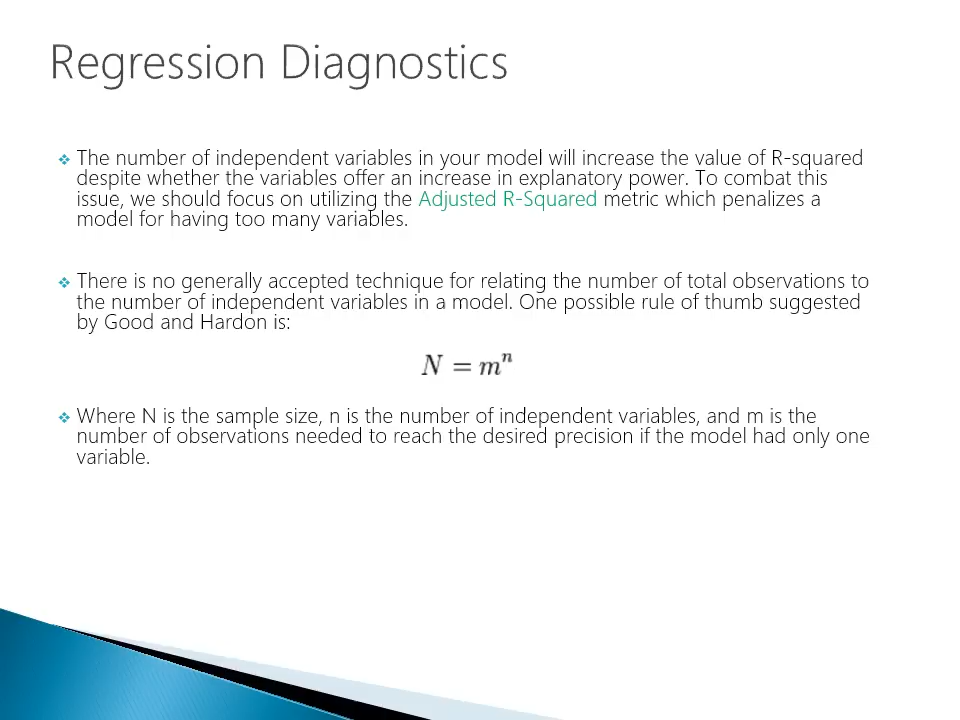 Regression Diagnostics
The number of independent variables in your model will increase the value of R-squared
despite whether the variables offer an increase in explanatory power. To combat this
issue, we should focus on utilizing the Adjusted R-Squared metric which penalizes a
model for having too many variables.
There is no generally accepted technique for relating the number of total observations to
the number of independent variables in a model. One possible rule of thumb suggested
by Good and Hardon is:
N = mⁿ
Where N is the sample size, n is the number of independent variables, and m is the
number of observations needed to reach the desired precision if the model had only one
variable.